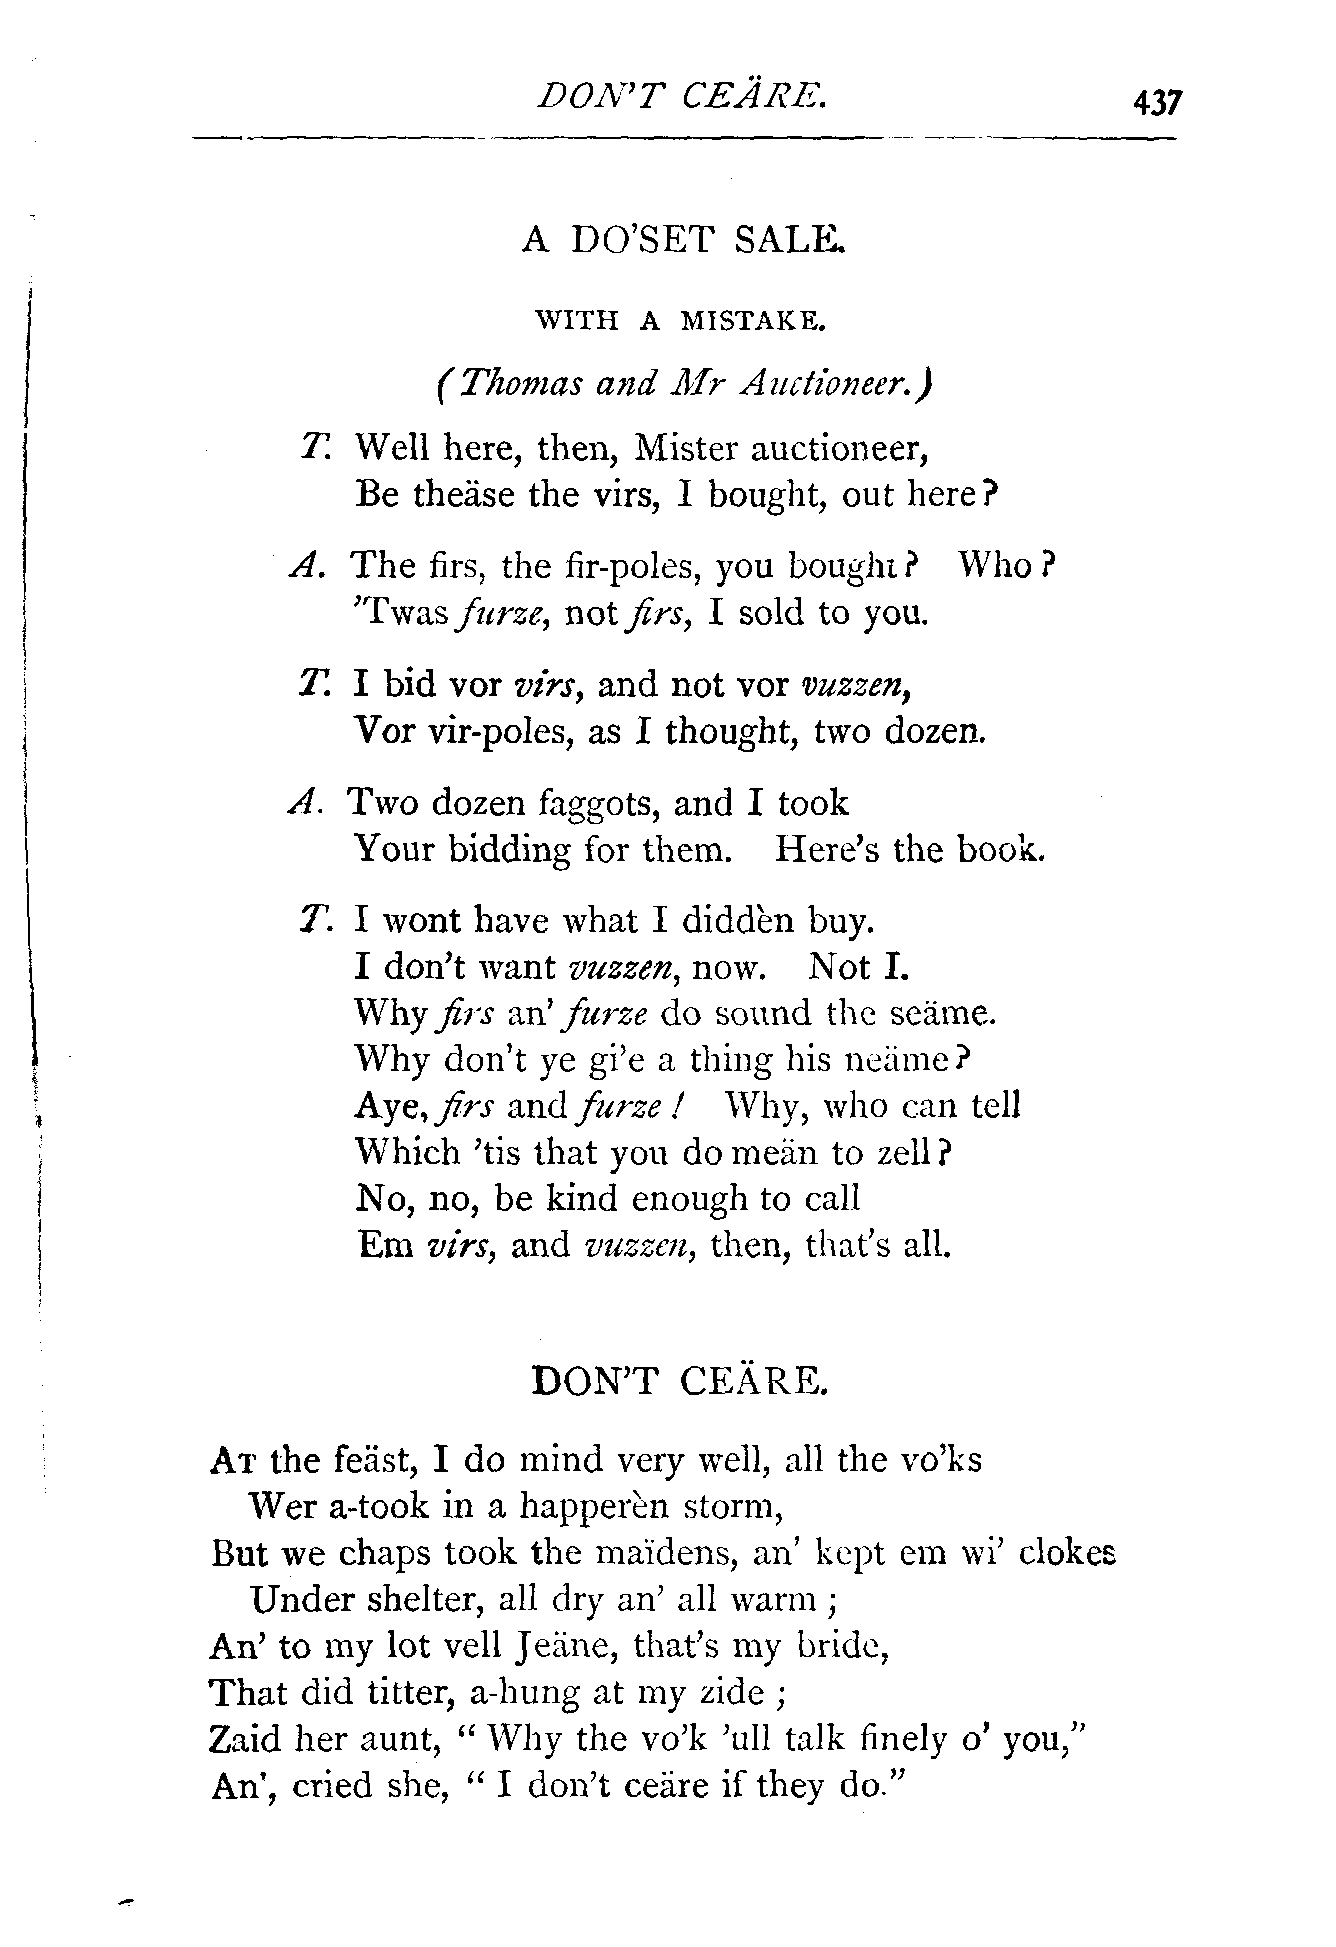 DON'T CEÄRE.
437
A DO'SET SALE.
WITH A MISTAKE.
(Thomas and Mr Auctioneer.)
T. Well here, then, Mister auctioneer,
Be theäse the virs, I bought, out here?
A. The firs, the fir-poles, you bought? Who?
'Twas furze, not firs, I sold to you.
T. I bid vor virs, and not vor vuzzen,
Vor vir-poles, as I thought, two dozen.
A. Two dozen faggots, and I took
Your bidding for them. Here's the book.
T. I wont have what I diddèn buy.
I don't want vuzzen, now. Not I.
Why firs an' furze do sound the seäme.
Why don't ye gi'e a thing his neäme?
Aye, firs and furze! Why, who can tell
Which 'tis that you do meän to zell?
No, no, be kind enough to call
Em virs, and vuzzen, then, that's all.
DON'T CEÄRE.
AT the feäst, I do mind very well, all the vo'ks
Wer a-took in a happerèn storm,
But we chaps took the maïdens, an' kept em wi' clokes
Under shelter, all dry an' all warm;
An' to my lot vell Jeäne, that's my bride,
That did titter, a-hung at my zide;
Zaid her aunt, "Why the vo'k 'ull talk finely o' you,"
An', cried she, "I don't ceäre if they do."